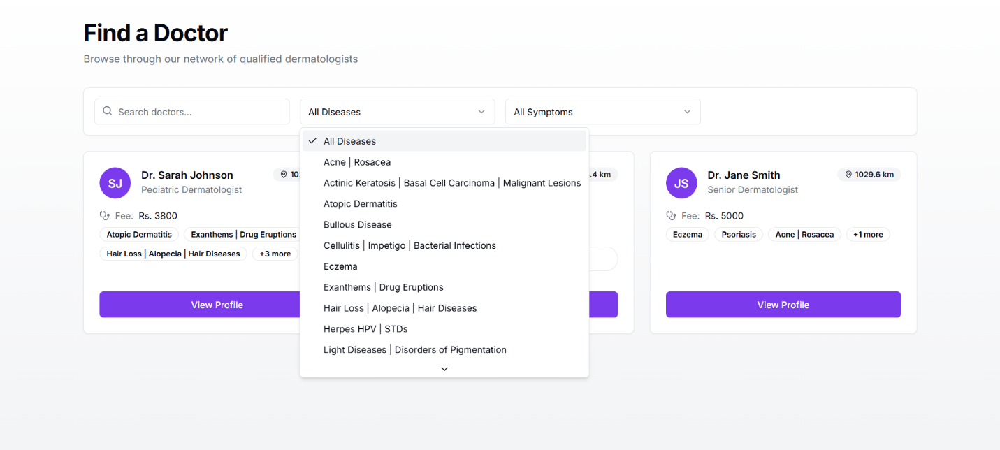 Find a Doctor
Browse through our network of qualified dermatologists
Search doctors...
All Diseases
All Symptoms
All Diseases
Acne | Rosacea
Actinic Keratosis | Basal Cell Carcinoma | Malignant Lesions
Atopic Dermatitis
Bullous Disease
Cellulitis | Impetigo | Bacterial Infections
Eczema
Exanthems | Drug Eruptions
Hair Loss | Alopecia | Hair Diseases
Herpes HPV | STDs
Light Diseases | Disorders of Pigmentation
SJ
Dr. Sarah Johnson
Pediatric Dermatologist
Fee: Rs. 3800
Atopic Dermatitis
Exanthems | Drug Eruptions
Hair Loss | Alopecia | Hair Diseases
+3 more
View Profile
.4 km
JS
Dr. Jane Smith
Senior Dermatologist
1029.6 km
Fee: Rs. 5000
Eczema
Psoriasis
Acne | Rosacea
+1 more
View Profile